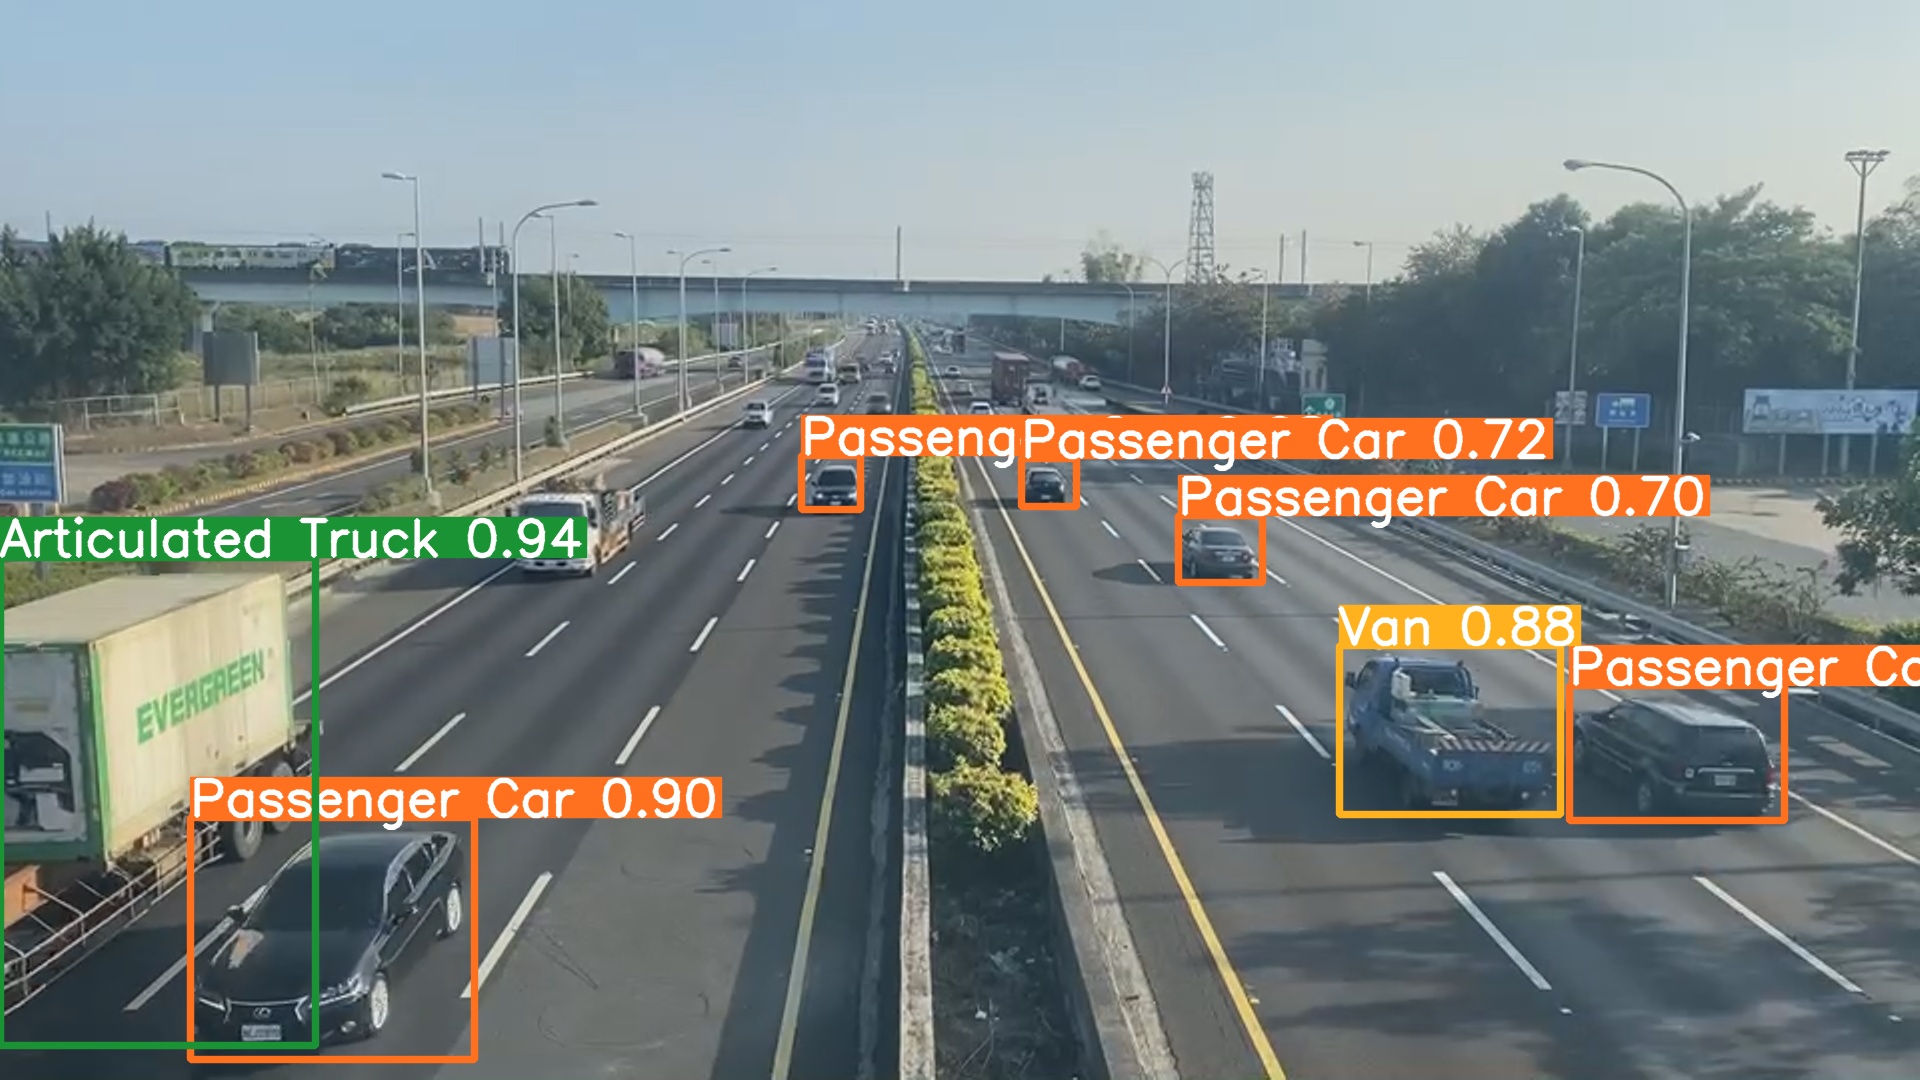 Passeng
Passenger Car 0.72
Passenger Car 0.70
Articulated Truck 0.94
Van 0.88
Passenger Ca
EVERGREEN
Passenger Car 0.90